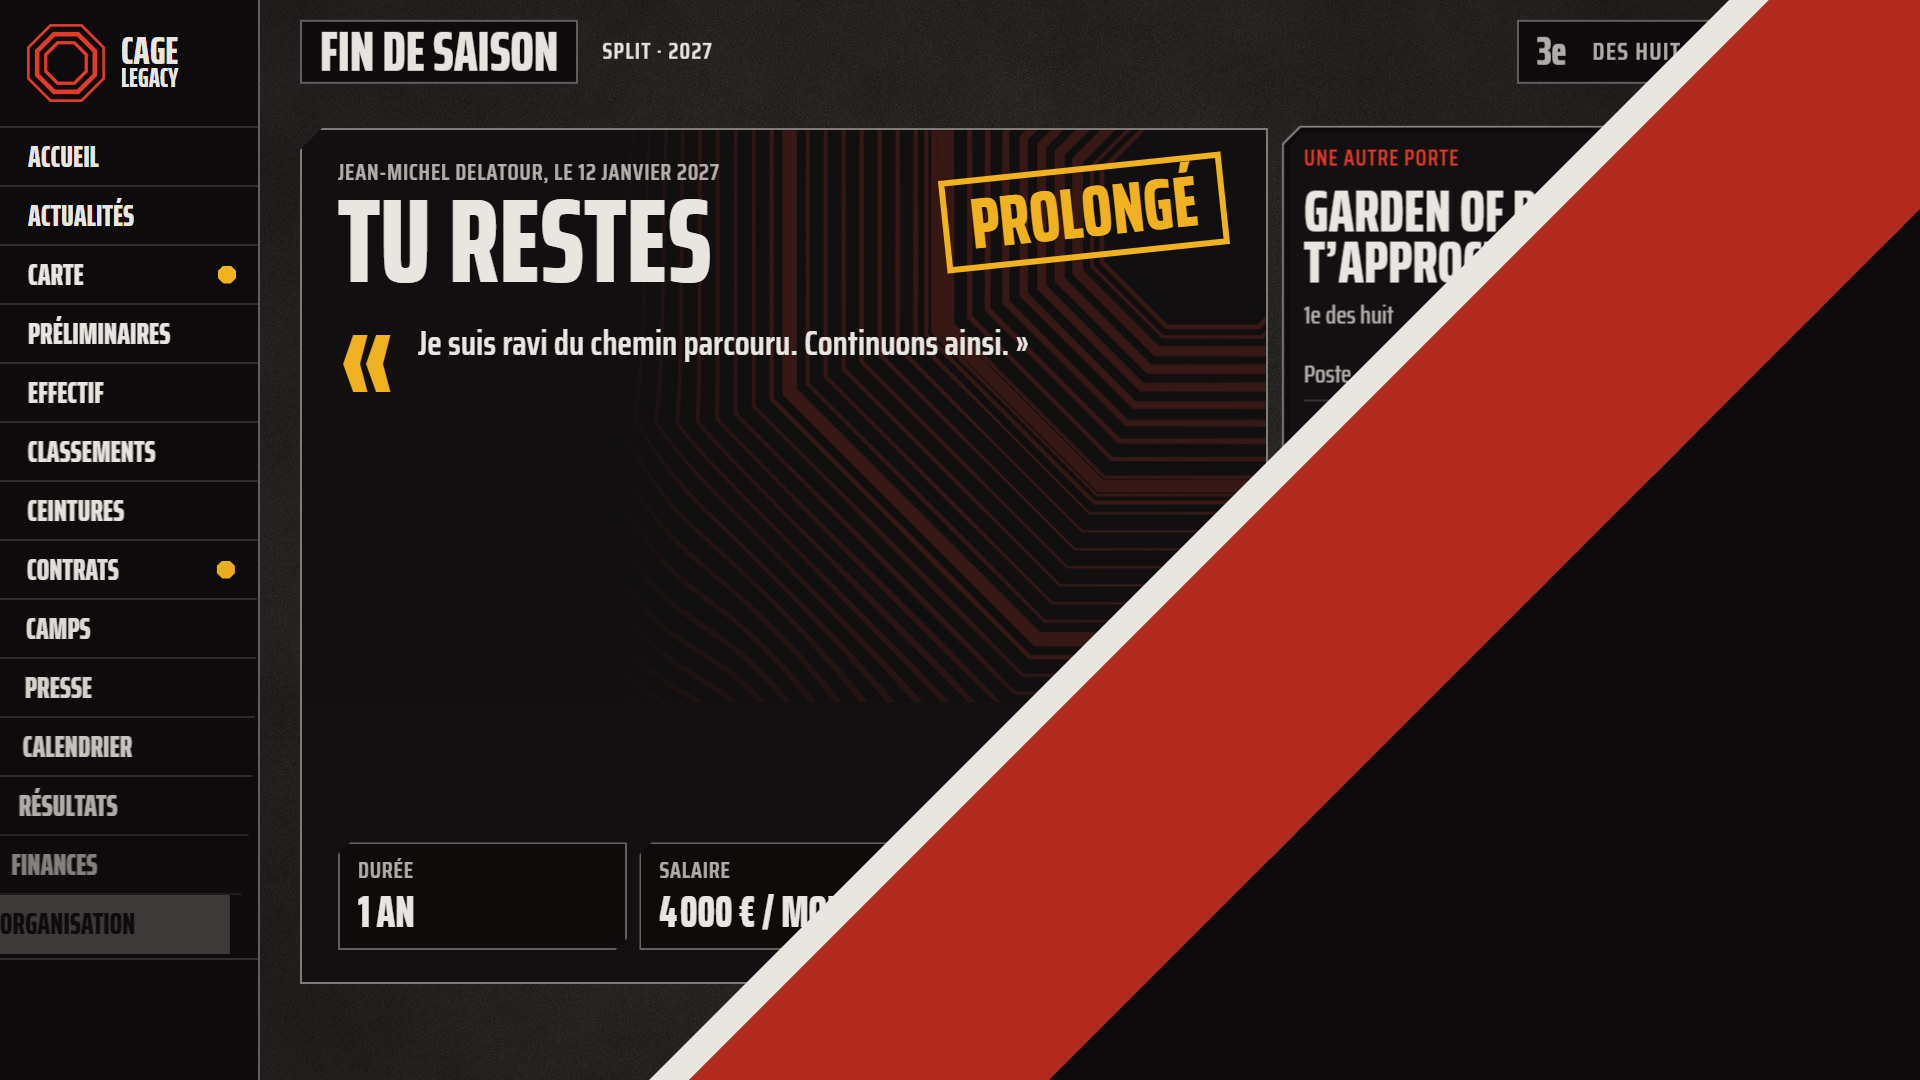 CAGE
LEGACY
ACCUEIL
ACTUALITÉS
CARTE
PRÉLIMINAIRES
EFFECTIF
CLASSEMENTS
CEINTURES
CONTRATS
CAMPS
PRESSE
CALENDRIER
RÉSULTATS
FINANCES
ORGANISATION
FIN DE SAISON
SPLIT · 2027
3e DES HUIT
JEAN-MICHEL DELATOUR, LE 12 JANVIER 2027
TU RESTES
PROLONGÉ
« Je suis ravi du chemin parcouru. Continuons ainsi. »
DURÉE
1 AN
SALAIRE
4 000 € /
UNE AUTRE PORTE
GARDEN OF
1e des huit
Poste